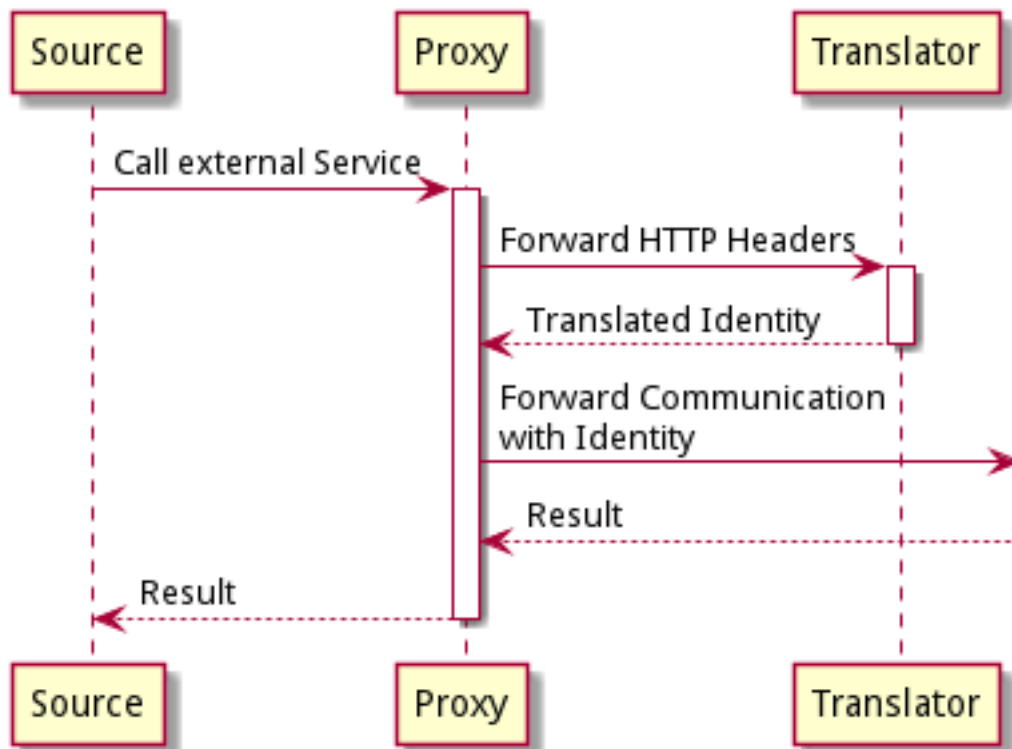 Source
Proxy
Translator
Call external Service
Forward HTTP Headers
Translated Identity
Forward Communication
with Identity
Result
Result
Source
Proxy
Translator